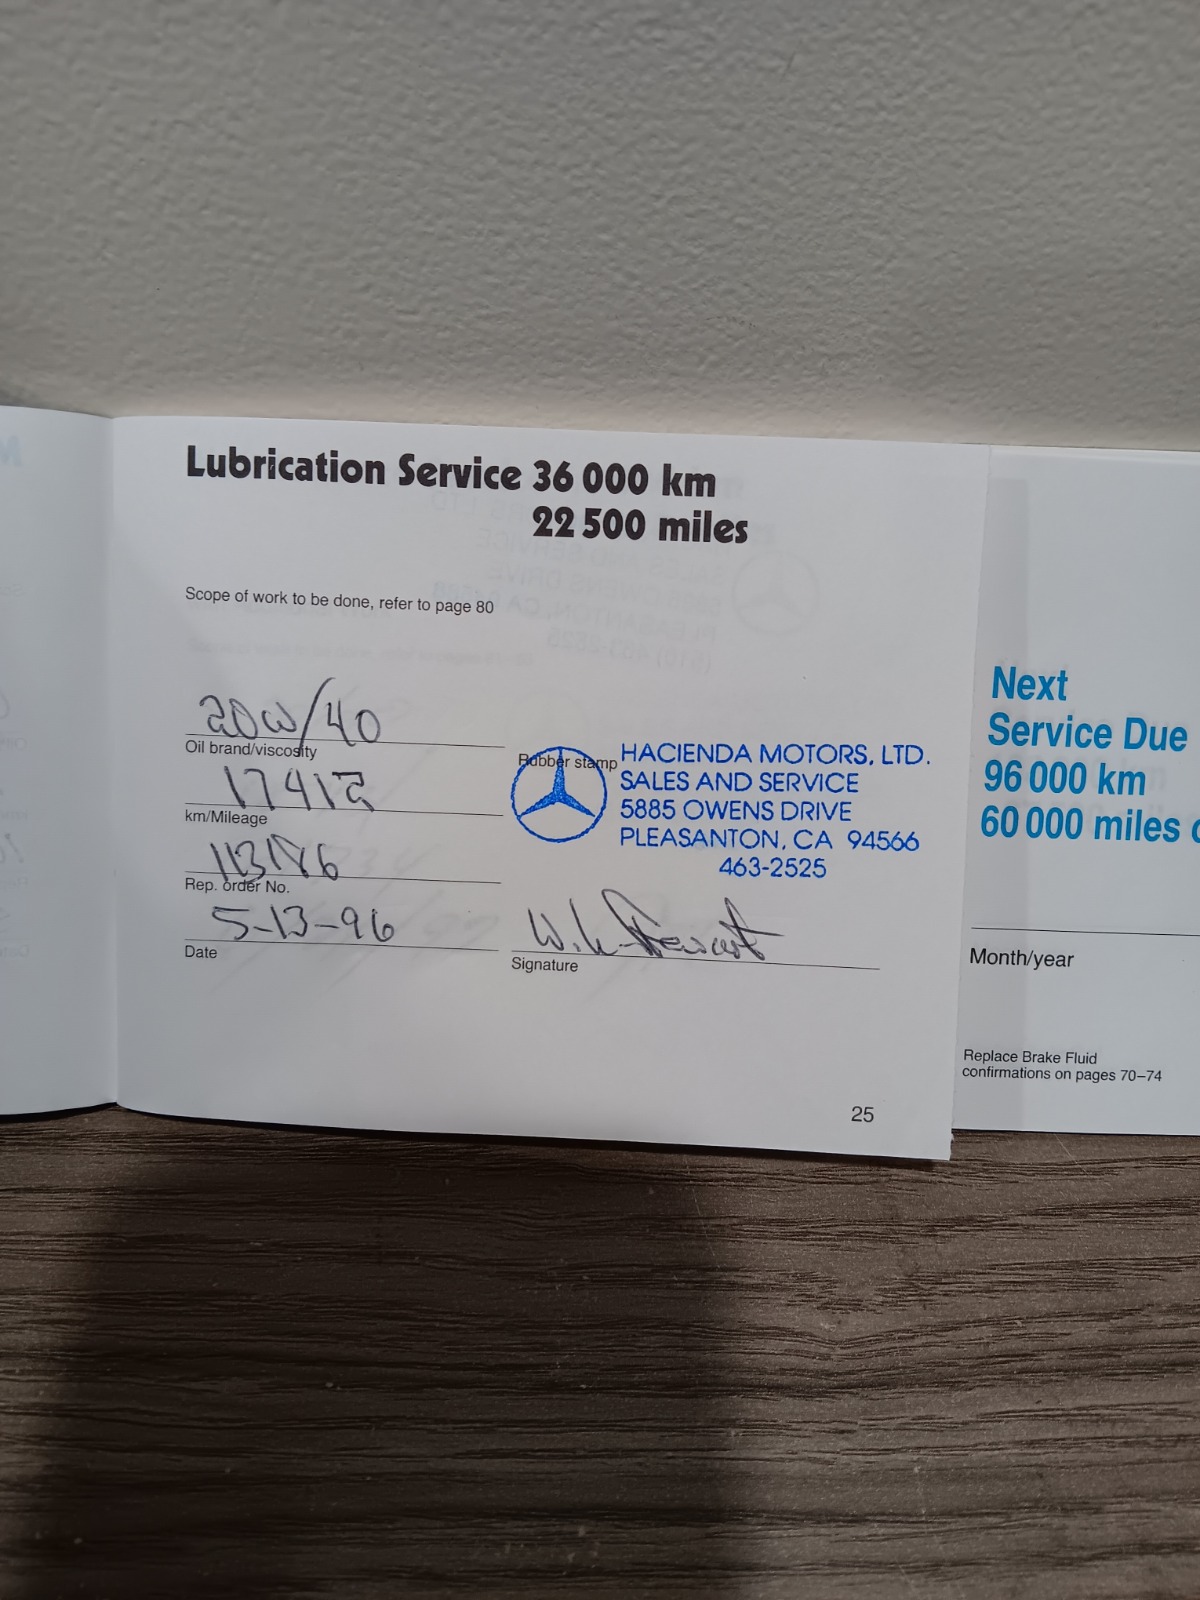 Lubrication Service 36 000 km
22 500 miles
Scope of work to be done, refer to page 80
20W/40
Oil brand/viscosity
17412
km/Mileage
113186
Rep. order No.
5-13-96
Date
Rubber stamp
HACIENDA MOTORS, LTD.
SALES AND SERVICE
5885 OWENS DRIVE
PLEASANTON, CA 94566
463-2525
W. Stewart
Signature
25
Next
Service Due
96 000 km
60 000 miles
Month/year
Replace Brake Fluid
confirmations on pages 70–74